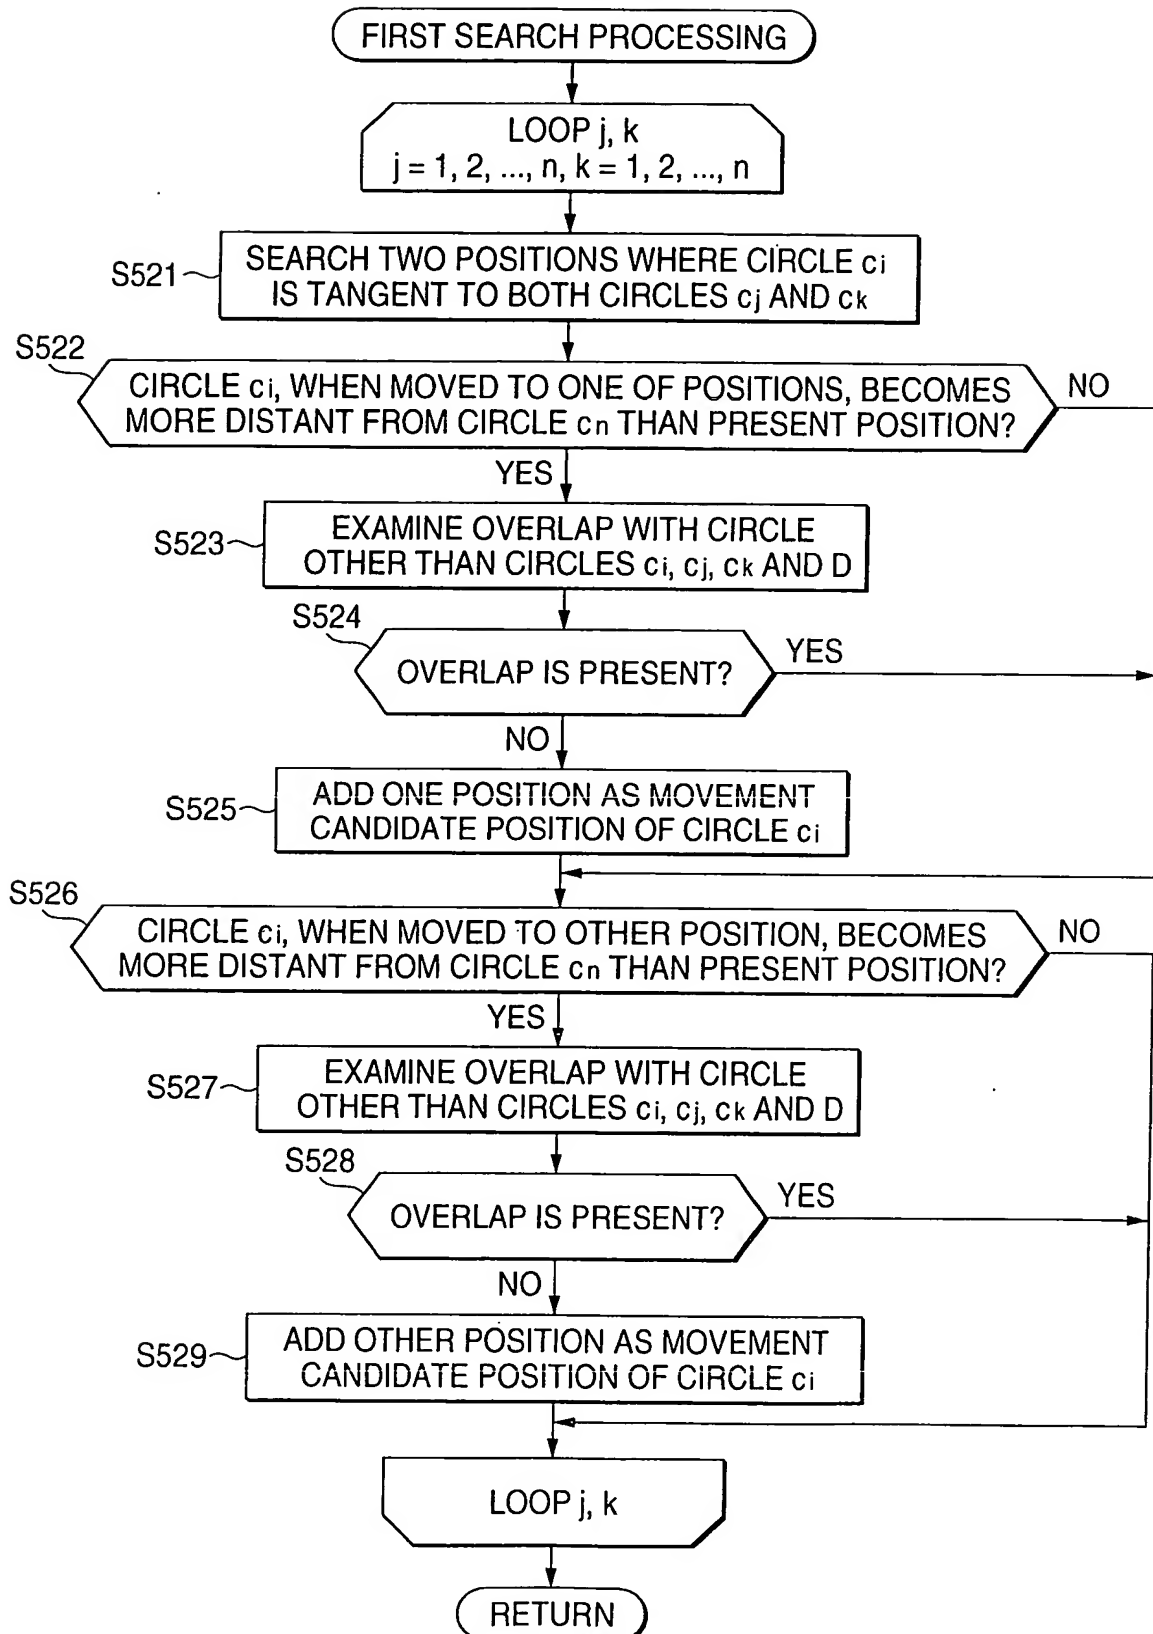 FIRST SEARCH PROCESSING
LOOP j, k
j = 1, 2, ..., n, k = 1, 2, ..., n
S521
SEARCH TWO POSITIONS WHERE CIRCLE ci
IS TANGENT TO BOTH CIRCLES cj AND ck
S522
CIRCLE ci, WHEN MOVED TO ONE OF POSITIONS, BECOMES
MORE DISTANT FROM CIRCLE cn THAN PRESENT POSITION?
NO
YES
S523
EXAMINE OVERLAP WITH CIRCLE
OTHER THAN CIRCLES ci, cj, ck AND D
S524
OVERLAP IS PRESENT?
YES
NO
S525
ADD ONE POSITION AS MOVEMENT
CANDIDATE POSITION OF CIRCLE ci
S526
CIRCLE ci, WHEN MOVED TO OTHER POSITION, BECOMES
MORE DISTANT FROM CIRCLE cn THAN PRESENT POSITION?
NO
YES
S527
EXAMINE OVERLAP WITH CIRCLE
OTHER THAN CIRCLES ci, cj, ck AND D
S528
OVERLAP IS PRESENT?
YES
NO
S529
ADD OTHER POSITION AS MOVEMENT
CANDIDATE POSITION OF CIRCLE ci
LOOP j, k
RETURN